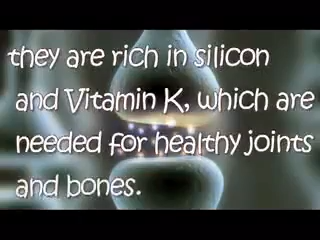 they are rich in silicon
and Vitamin K, which are
needed for healthy joints
and bones.